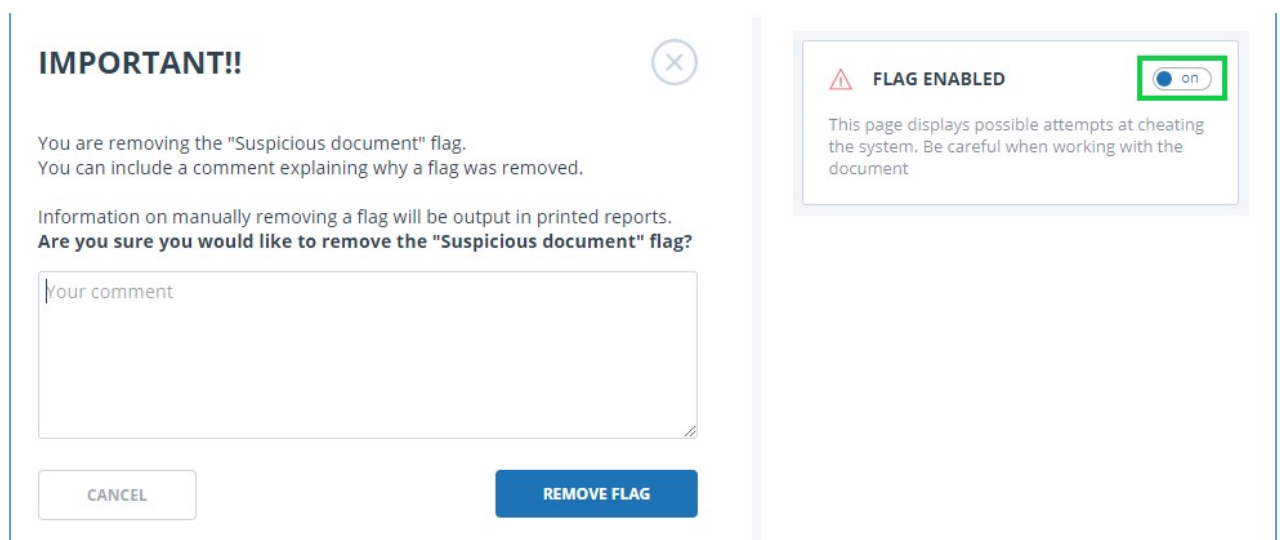 IMPORTANT!!
You are removing the "Suspicious document" flag.
You can include a comment explaining why a flag was removed.
Information on manually removing a flag will be output in printed reports.
Are you sure you would like to remove the "Suspicious document" flag?
Your comment
CANCEL
REMOVE FLAG
FLAG ENABLED
on
This page displays possible attempts at cheating
the system. Be careful when working with the
document